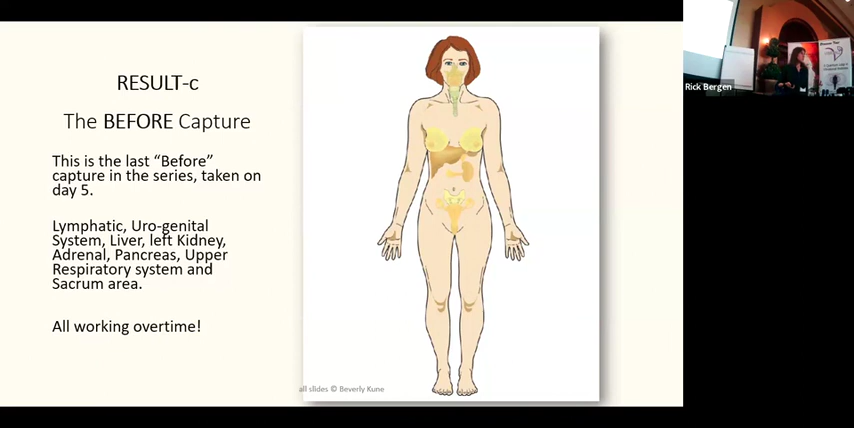 RESULT-c
The BEFORE Capture
This is the last “Before”
capture in the series, taken on
day 5.
Lymphatic, Uro-genital
System, Liver, left Kidney,
Adrenal, Pancreas, Upper
Respiratory system and
Sacrum area.
All working overtime!
all slides © Beverly Kune
Rick Bergen